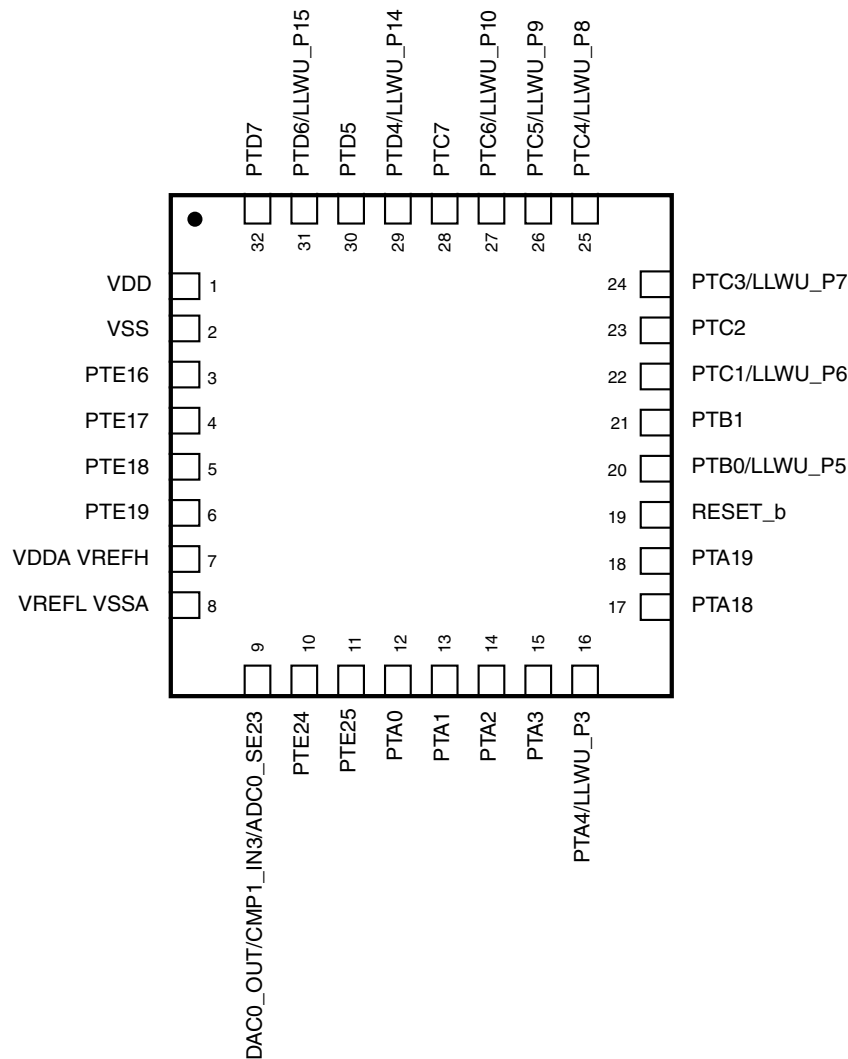 PTD7
PTD6/LLWU_P15
PTD5
PTD4/LLWU_P14
PTC7
PTC6/LLWU_P10
PTC5/LLWU_P9
PTC4/LLWU_P8
32
31
30
29
28
27
26
25
VDD 1
VSS 2
PTE16 3
PTE17 4
PTE18 5
PTE19 6
VDDA VREFH 7
VREFL VSSA 8
24 PTC3/LLWU_P7
23 PTC2
22 PTC1/LLWU_P6
21 PTB1
20 PTB0/LLWU_P5
19 RESET_b
18 PTA19
17 PTA18
9
10
11
12
13
14
15
16
DAC0_OUT/CMP1_IN3/ADC0_SE23
PTE24
PTE25
PTA0
PTA1
PTA2
PTA3
PTA4/LLWU_P3